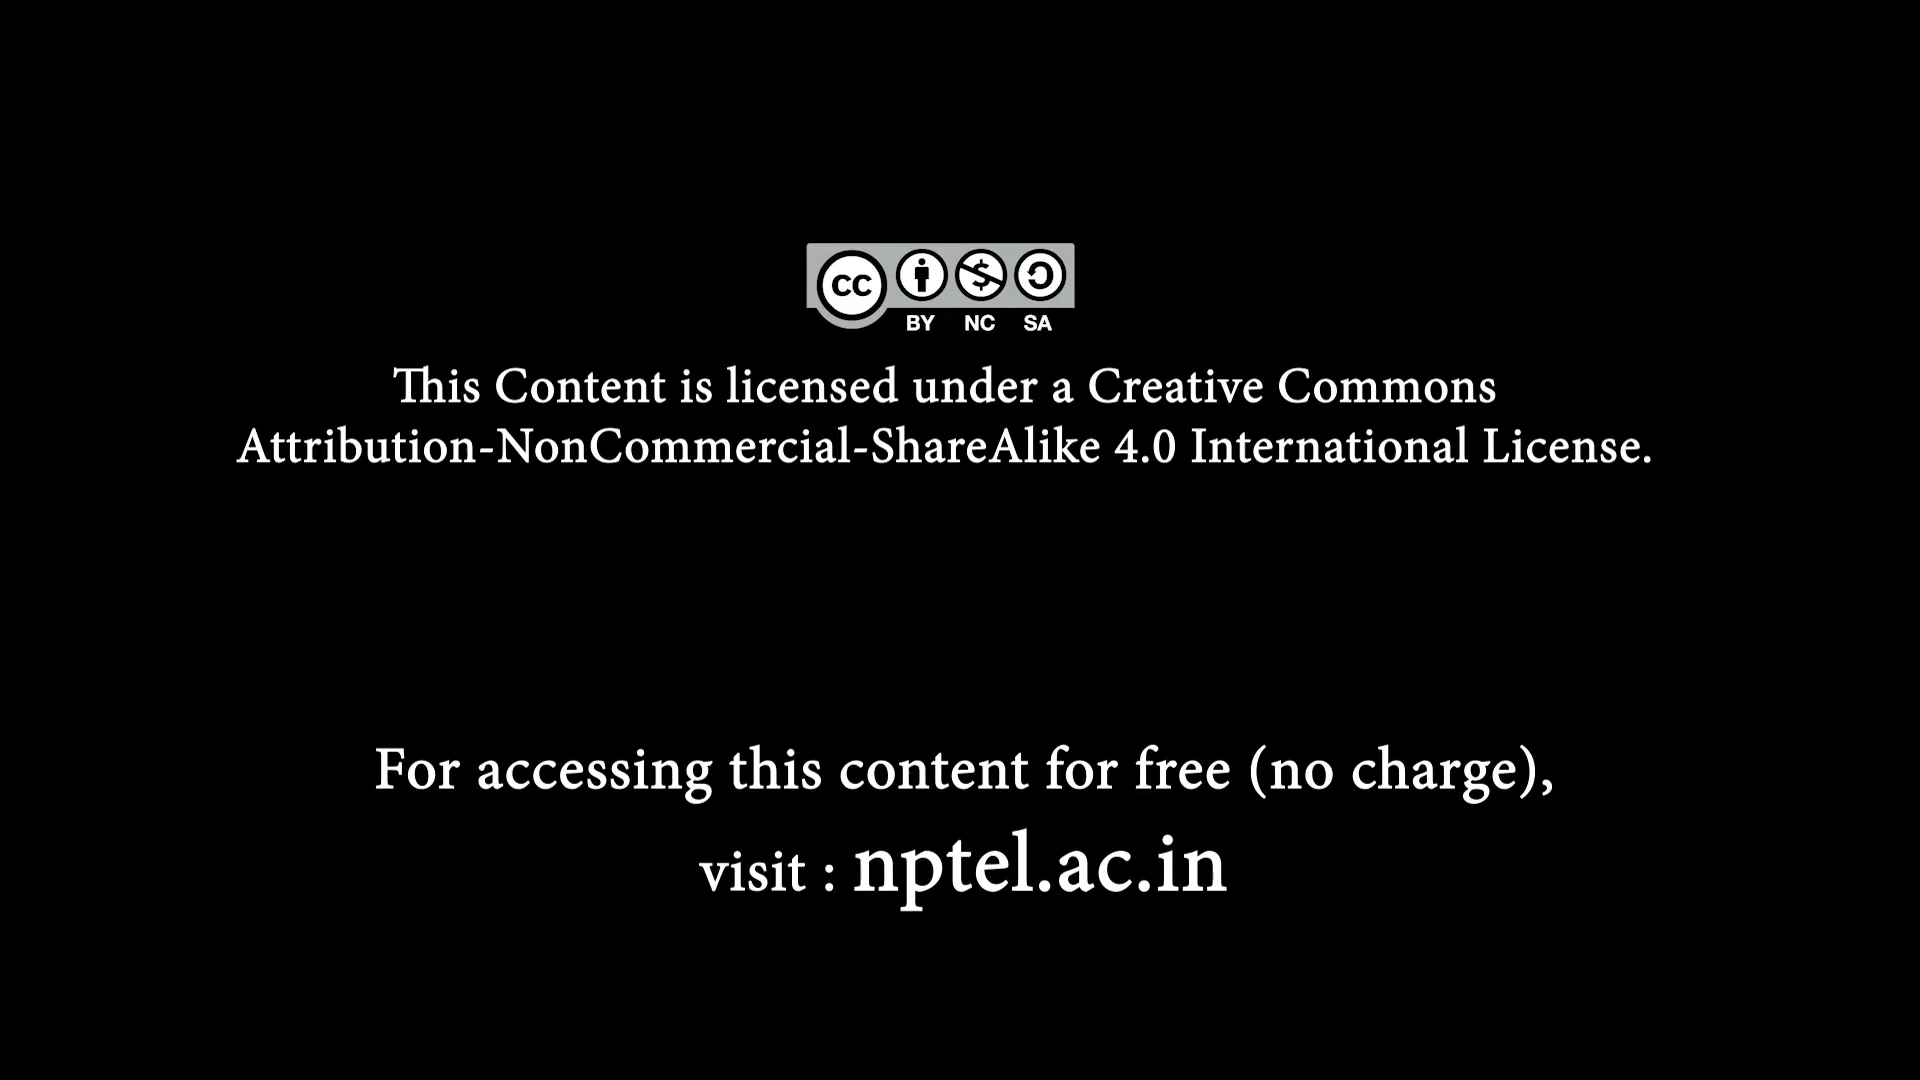 cc BY NC SA
This Content is licensed under a Creative Commons
Attribution-NonCommercial-ShareAlike 4.0 International License.
For accessing this content for free (no charge),
visit : nptel.ac.in